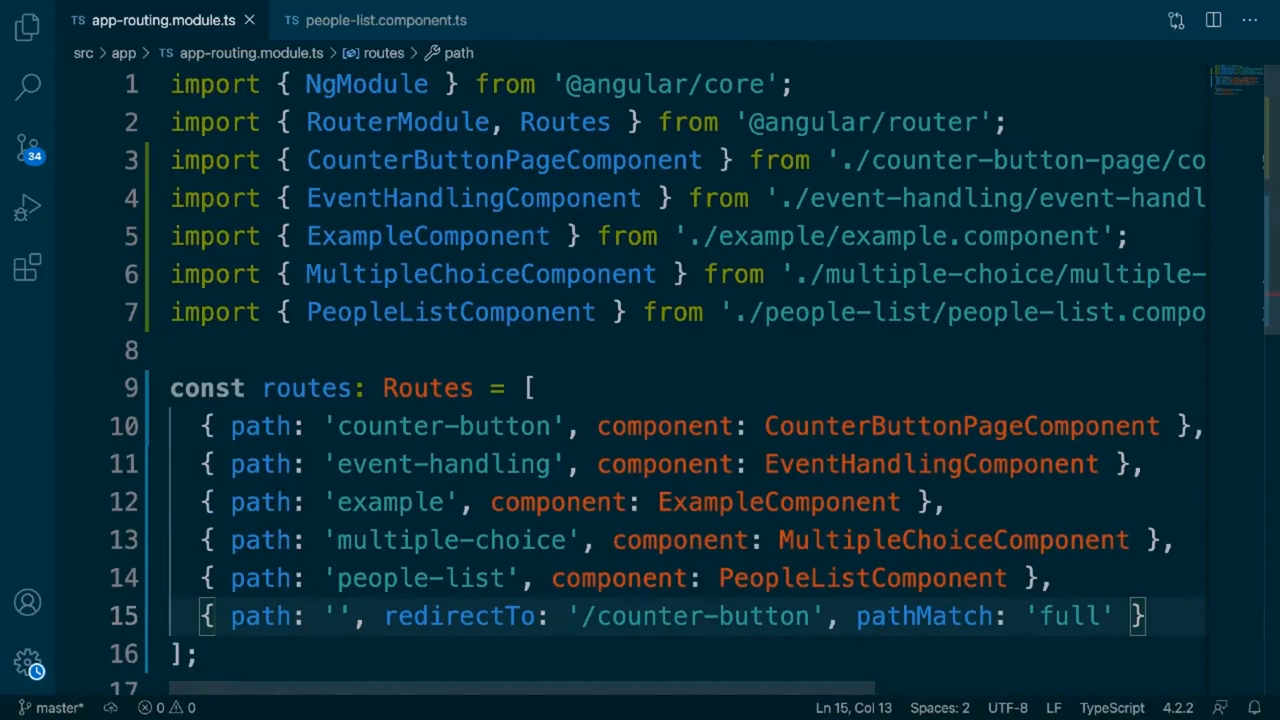 TS app-routing.module.ts × TS people-list.component.ts ...
src > app > TS app-routing.module.ts > routes > path
1 import { NgModule } from '@angular/core';
2 import { RouterModule, Routes } from '@angular/router';
3 import { CounterButtonPageComponent } from './counter-button-page/co
4 import { EventHandlingComponent } from './event-handling/event-handl
5 import { ExampleComponent } from './example/example.component';
6 import { MultipleChoiceComponent } from './multiple-choice/multiple-
7 import { PeopleListComponent } from './people-list/people-list.compo
8
9 const routes: Routes = [
10 { path: 'counter-button', component: CounterButtonPageComponent },
11 { path: 'event-handling', component: EventHandlingComponent },
12 { path: 'example', component: ExampleComponent },
13 { path: 'multiple-choice', component: MultipleChoiceComponent },
14 { path: 'people-list', component: PeopleListComponent },
15 { path: '', redirectTo: '/counter-button', pathMatch: 'full' }
16 ];
17
34
master* 0 0 Ln 15, Col 13 Spaces: 2 UTF-8 LF TypeScript 4.2.2